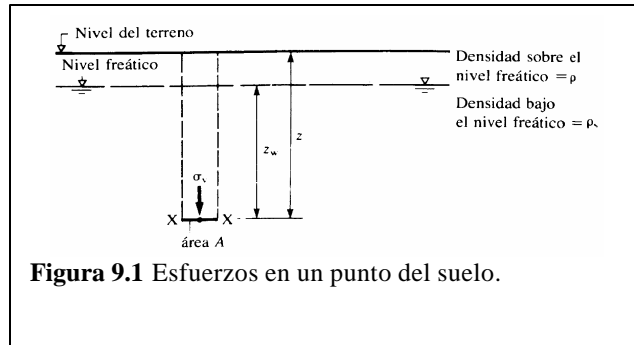 Nivel del terreno
Nivel freático
Densidad sobre el
nivel freático = ρ
Densidad bajo
el nivel freático = ρs
z
zw
σv
X X
área A
Figura 9.1 Esfuerzos en un punto del suelo.